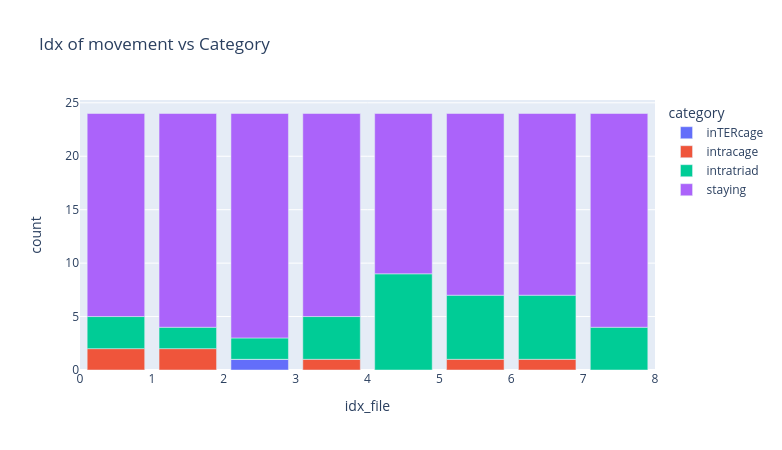 Idx of movement vs Category
25
20
15
10
5
0
count
0 1 2 3 4 5 6 7 8
idx_file
category
inTERcage
intracage
intratriad
staying